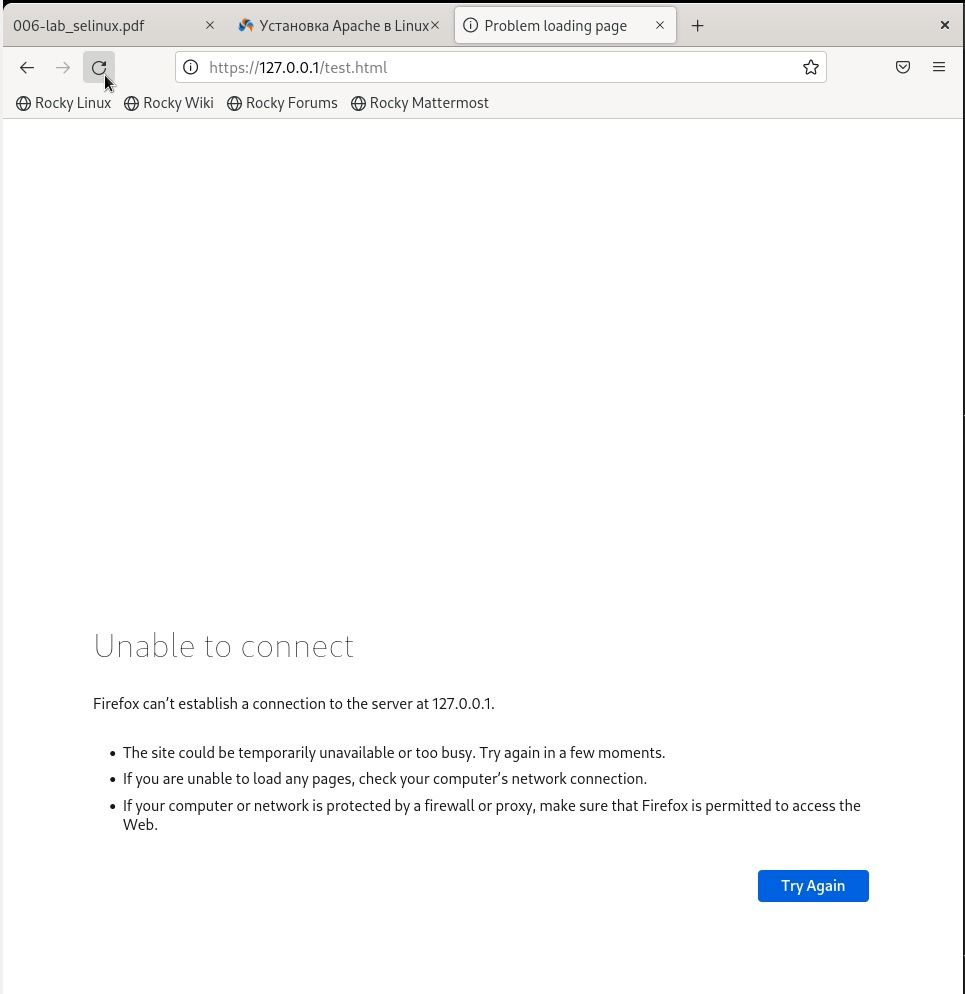 006-lab_selinux.pdf
Установка Apache в Linux
Problem loading page
https://127.0.0.1/test.html
Rocky Linux
Rocky Wiki
Rocky Forums
Rocky Mattermost
Unable to connect
Firefox can’t establish a connection to the server at 127.0.0.1.
• The site could be temporarily unavailable or too busy. Try again in a few moments.
• If you are unable to load any pages, check your computer’s network connection.
• If your computer or network is protected by a firewall or proxy, make sure that Firefox is permitted to access the
Web.
Try Again